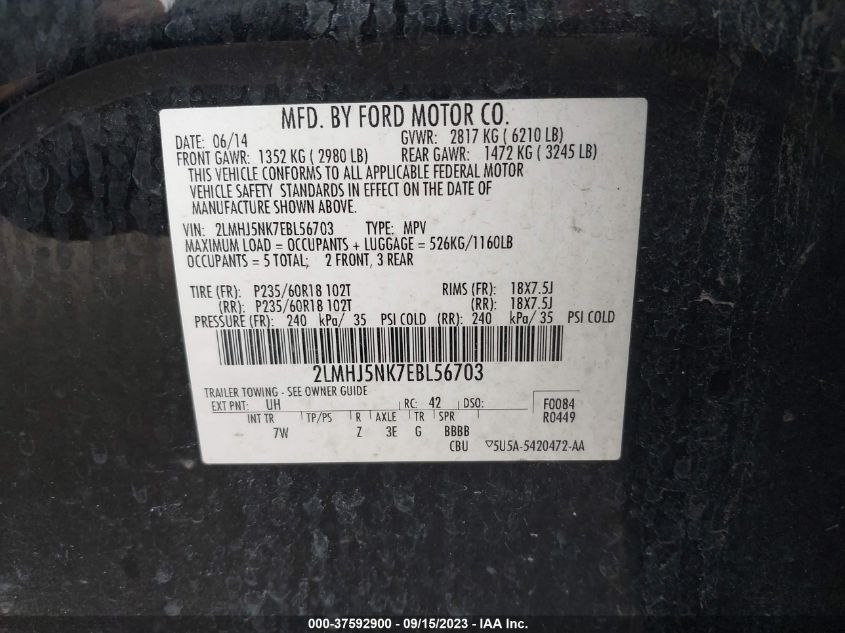 MFD. BY FORD MOTOR CO.
DATE: 06/14 GVWR: 2817 KG ( 6210 LB)
FRONT GAWR: 1352 KG ( 2980 LB) REAR GAWR: 1472 KG ( 3245 LB)
THIS VEHICLE CONFORMS TO ALL APPLICABLE FEDERAL MOTOR
VEHICLE SAFETY STANDARDS IN EFFECT ON THE DATE OF
MANUFACTURE SHOWN ABOVE.
VIN: 2LMHJ5NK7EBL56703 TYPE: MPV
MAXIMUM LOAD = OCCUPANTS + LUGGAGE = 526KG/1160LB
OCCUPANTS = 5 TOTAL; 2 FRONT, 3 REAR
TIRE (FR): P235/60R18 102T RIMS (FR): 18X7.5J
(RR): P235/60R18 102T (RR): 18X7.5J
PRESSURE (FR): 240 kPa/ 35 PSI COLD (RR): 240 kPa/ 35 PSI COLD
2LMHJ5NK7EBL56703
TRAILER TOWING - SEE OWNER GUIDE
EXT PNT: UH RC: 42 DSO: F0084
INT TR TP/PS R AXLE TR SPR R0449
7W Z 3E G BBBB
CBU ▽5U5A-5420472-AA
000-37592900 - 09/15/2023 - IAA Inc.